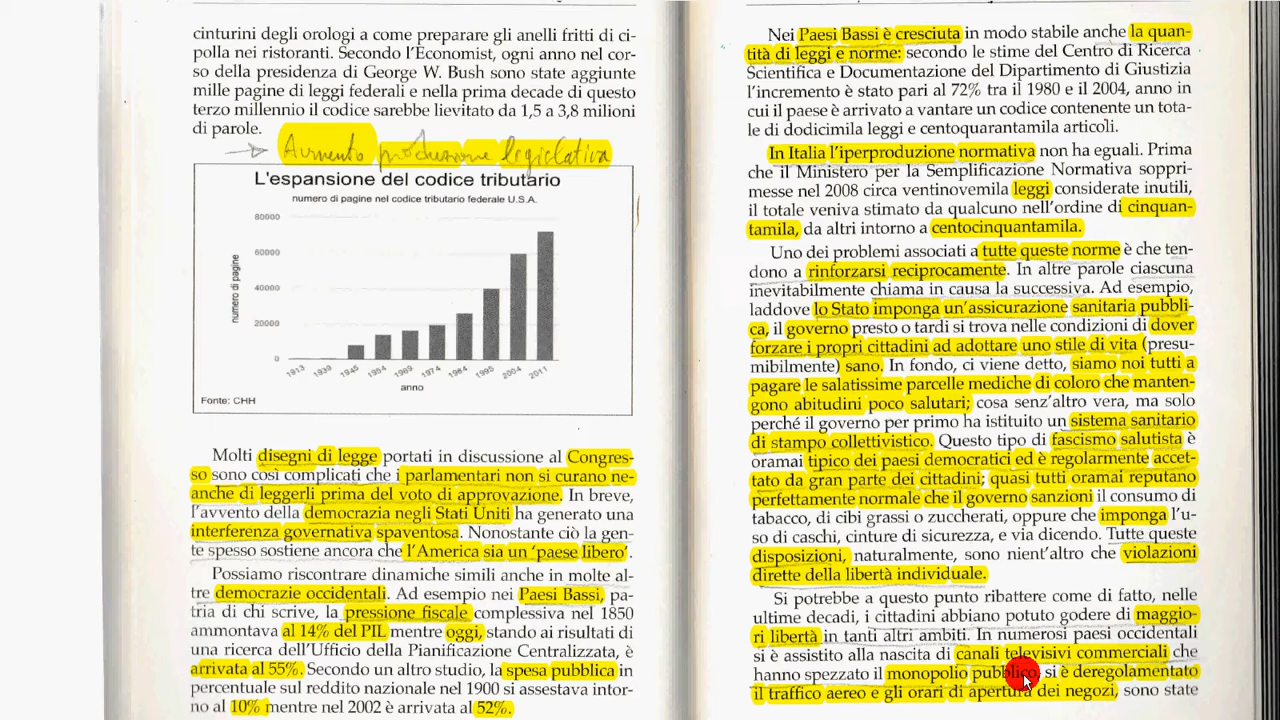 cinturini degli orologi a come preparare gli anelli fritti di ci-
polla nei ristoranti. Secondo l'Economist, ogni anno nel cor-
so della presidenza di George W. Bush sono state aggiunte
mille pagine di leggi federali e nella prima decade di questo
terzo millennio il codice sarebbe lievitato da 1,5 a 3,8 milioni
di parole.
Aumento produzione legislativa
L'espansione del codice tributario
numero di pagine nel codice tributario federale U.S.A.
80000
60000
40000
20000
0
numero di pagine
1913 1939 1945 1954 1969 1974 1984 1995 2004 2011
anno
Fonte: CHH
Molti disegni di legge portati in discussione al Congres-
so sono così complicati che i parlamentari non si curano ne-
anche di leggerli prima del voto di approvazione. In breve,
l'avvento della democrazia negli Stati Uniti ha generato una
interferenza governativa spaventosa. Nonostante ciò la gen-
te spesso sostiene ancora che l'America sia un 'paese libero'.
Possiamo riscontrare dinamiche simili anche in molte al-
tre democrazie occidentali. Ad esempio nei Paesi Bassi, pa-
tria di chi scrive, la pressione fiscale complessiva nel 1850
ammontava al 14% del PIL mentre oggi, stando ai risultati di
una ricerca dell'Ufficio della Pianificazione Centralizzata, è
arrivata al 55%. Secondo un altro studio, la spesa pubblica in
percentuale sul reddito nazionale nel 1900 si assestava intor-
no al 10% mentre nel 2002 è arrivata al 52%.
Nei Paesi Bassi è cresciuta in modo stabile anche la quan-
tità di leggi e norme: secondo le stime del Centro di Ricerca
Scientifica e Documentazione del Dipartimento di Giustizia
l'incremento è stato pari al 72% tra il 1980 e il 2004, anno in
cui il paese è arrivato a vantare un codice contenente un tota-
le di dodicimila leggi e centoquarantamila articoli.
In Italia l'iperproduzione normativa non ha eguali. Prima
che il Ministero per la Semplificazione Normativa soppri-
messe nel 2008 circa ventinovemila leggi considerate inutili,
il totale veniva stimato da qualcuno nell'ordine di cinquan-
tamila, da altri intorno a centocinquantamila.
Uno dei problemi associati a tutte queste norme è che ten-
dono a rinforzarsi reciprocamente. In altre parole ciascuna
inevitabilmente chiama in causa la successiva. Ad esempio,
laddove lo Stato imponga un'assicurazione sanitaria pubbli-
ca, il governo presto o tardi si trova nelle condizioni di dover
forzare i propri cittadini ad adottare uno stile di vita (presu-
mibilmente) sano. In fondo, ci viene detto, siamo noi tutti a
pagare le salatissime parcelle mediche di coloro che manten-
gono abitudini poco salutari; cosa senz'altro vera, ma solo
perché il governo per primo ha istituito un sistema sanitario
di stampo collettivistico. Questo tipo di fascismo salutista è
oramai tipico dei paesi democratici ed è regolarmente accet-
tato da gran parte dei cittadini; quasi tutti oramai reputano
perfettamente normale che il governo sanzioni il consumo di
tabacco, di cibi grassi o zuccherati, oppure che imponga l'u-
so di caschi, cinture di sicurezza, e via dicendo. Tutte queste
disposizioni, naturalmente, sono nient'altro che violazioni
dirette della libertà individuale.
Si potrebbe a questo punto ribattere come di fatto, nelle
ultime decadi, i cittadini abbiano potuto godere di maggio-
ri libertà in tanti altri ambiti. In numerosi paesi occidentali
si è assistito alla nascita di canali televisivi commerciali che
hanno spezzato il monopolio pubblico, si è deregolamentato
il traffico aereo e gli orari di apertura dei negozi, sono state